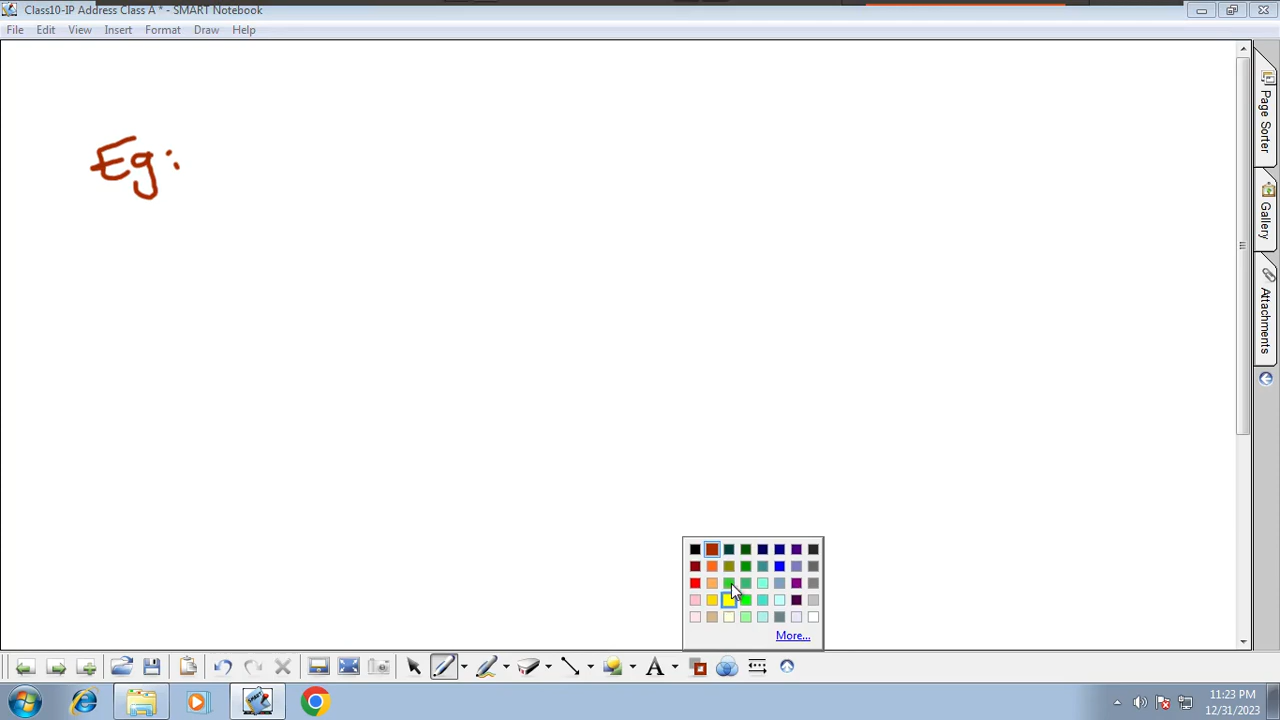 Class10-IP Address Class A * - SMART Notebook
File Edit View Insert Format Draw Help
Eg:
Page Sorter
Gallery
Attachments
More...
A
11:23 PM
12/31/2023